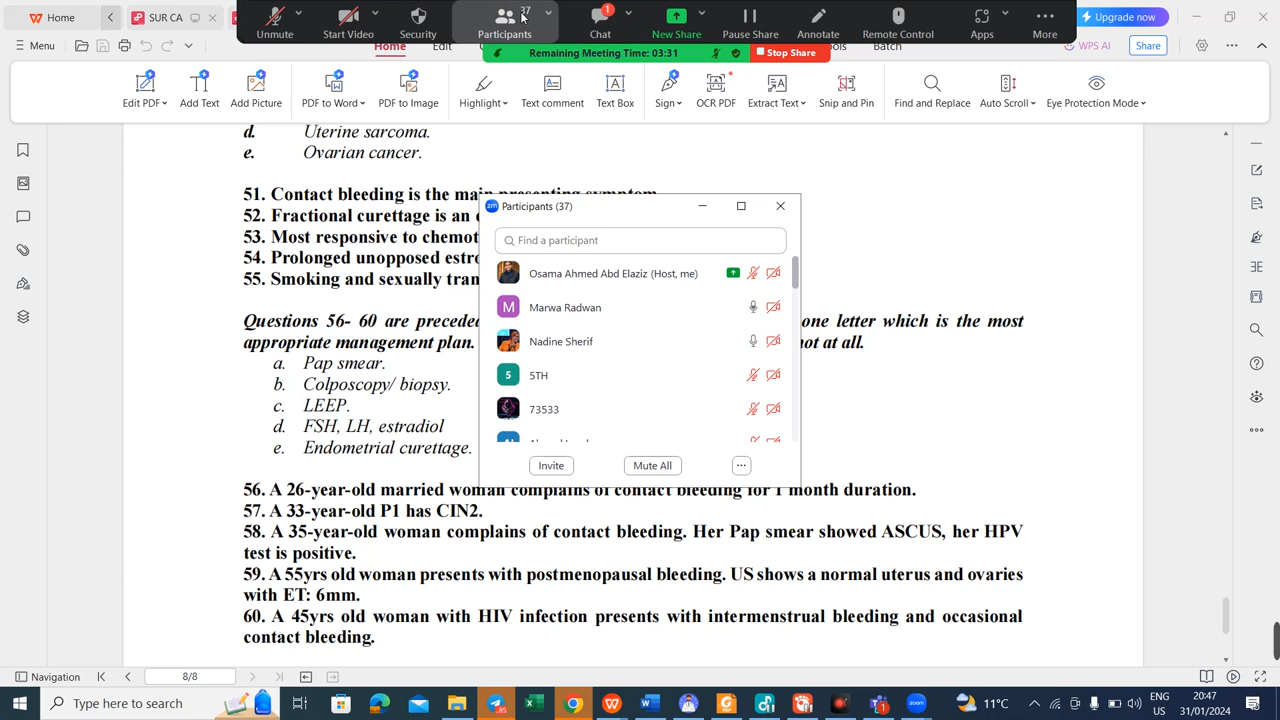 Home
SUR CA
Unmute
Start Video
Security
37
Participants
1
Chat
New Share
Pause Share
Annotate
Remote Control
Apps
More
Upgrade now
Menu
Home
Edit
Remaining Meeting Time: 03:31
Stop Share
Batch
WPS AI
Share
Edit PDF
Add Text
Add Picture
PDF to Word
PDF to Image
Highlight
Text comment
Text Box
Sign
OCR PDF
Extract Text
Snip and Pin
Find and Replace
Auto Scroll
Eye Protection Mode
d. Uterine sarcoma.
e. Ovarian cancer.
51. Contact bleeding is the main presenting symptom
52. Fractional curettage is an
53. Most responsive to chemot
54. Prolonged unopposed estro
55. Smoking and sexually tran
Questions 56- 60 are precede one letter which is the most
appropriate management plan. not at all.
a. Pap smear.
b. Colposcopy/ biopsy.
c. LEEP.
d. FSH, LH, estradiol
e. Endometrial curettage.
zm Participants (37)
Find a participant
Osama Ahmed Abd Elaziz (Host, me)
M Marwa Radwan
Nadine Sherif
5 5TH
73533
Invite
Mute All
...
56. A 26-year-old married woman complains of contact bleeding for 1 month duration.
57. A 33-year-old P1 has CIN2.
58. A 35-year-old woman complains of contact bleeding. Her Pap smear showed ASCUS, her HPV
test is positive.
59. A 55yrs old woman presents with postmenopausal bleeding. US shows a normal uterus and ovaries
with ET: 6mm.
60. A 45yrs old woman with HIV infection presents with intermenstrual bleeding and occasional
contact bleeding.
Navigation
8/8
Type here to search
85
1
zoom
11°C
ENG
US
20:47
31/01/2024